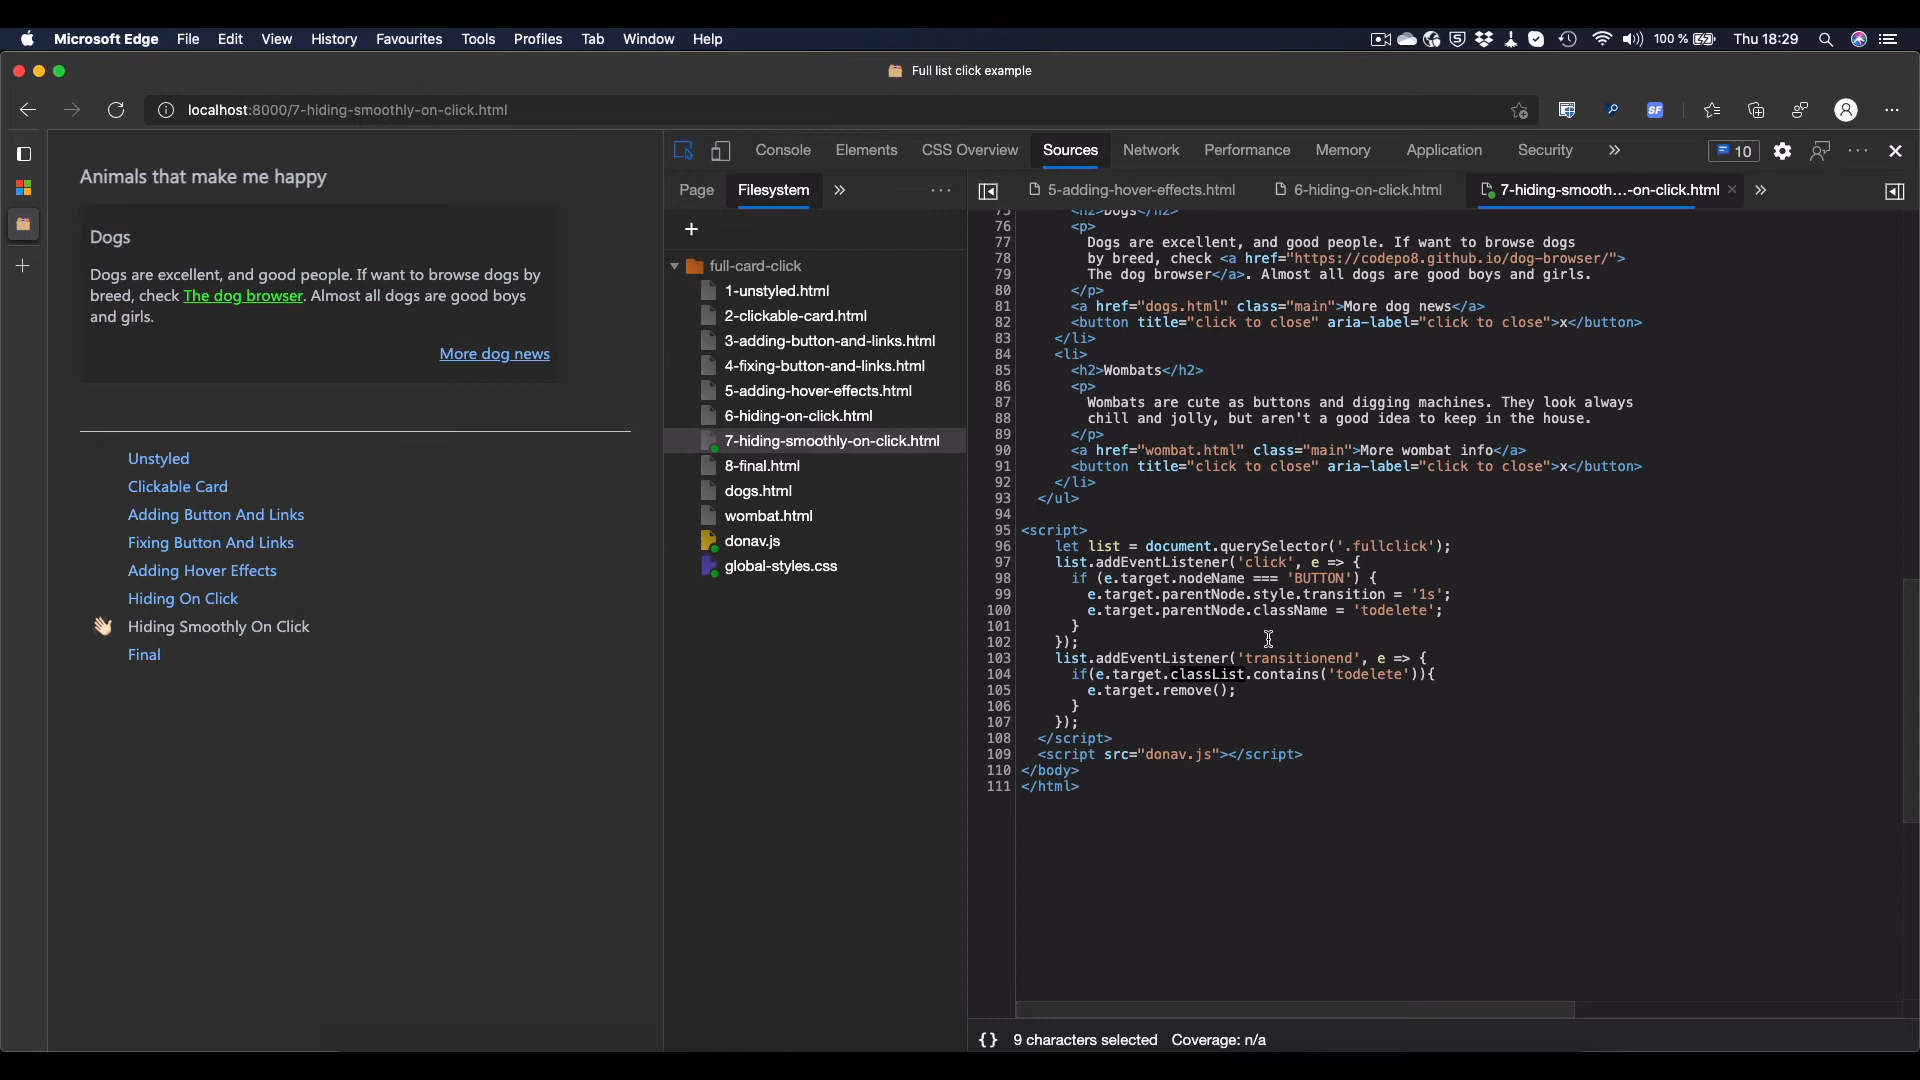 Microsoft Edge File Edit View History Favourites Tools Profiles Tab Window Help 100 % Thu 18:29
Full list click example
localhost:8000/7-hiding-smoothly-on-click.html
SF
Animals that make me happy
Dogs
Dogs are excellent, and good people. If want to browse dogs by
breed, check The dog browser. Almost all dogs are good boys
and girls.
More dog news
Unstyled
Clickable Card
Adding Button And Links
Fixing Button And Links
Adding Hover Effects
Hiding On Click
Hiding Smoothly On Click
Final
Console Elements CSS Overview Sources Network Performance Memory Application Security » 10
Page Filesystem »
+
full-card-click
1-unstyled.html
2-clickable-card.html
3-adding-button-and-links.html
4-fixing-button-and-links.html
5-adding-hover-effects.html
6-hiding-on-click.html
7-hiding-smoothly-on-click.html
8-final.html
dogs.html
wombat.html
donav.js
global-styles.css
5-adding-hover-effects.html 6-hiding-on-click.html 7-hiding-smooth...-on-click.html × »
75 <h2>Dogs</h2>
76 <p>
77 Dogs are excellent, and good people. If want to browse dogs
78 by breed, check <a href="https://codepo8.github.io/dog-browser/">
79 The dog browser</a>. Almost all dogs are good boys and girls.
80 </p>
81 <a href="dogs.html" class="main">More dog news</a>
82 <button title="click to close" aria-label="click to close">x</button>
83 </li>
84 <li>
85 <h2>Wombats</h2>
86 <p>
87 Wombats are cute as buttons and digging machines. They look always
88 chill and jolly, but aren't a good idea to keep in the house.
89 </p>
90 <a href="wombat.html" class="main">More wombat info</a>
91 <button title="click to close" aria-label="click to close">x</button>
92 </li>
93 </ul>
94
95 <script>
96 let list = document.querySelector('.fullclick');
97 list.addEventListener('click', e => {
98 if (e.target.nodeName === 'BUTTON') {
99 e.target.parentNode.style.transition = '1s';
100 e.target.parentNode.className = 'todelete';
101 }
102 });
103 list.addEventListener('transitionend', e => {
104 if(e.target.classList.contains('todelete')){
105 e.target.remove();
106 }
107 });
108 </script>
109 <script src="donav.js"></script>
110 </body>
111 </html>
{} 9 characters selected Coverage: n/a